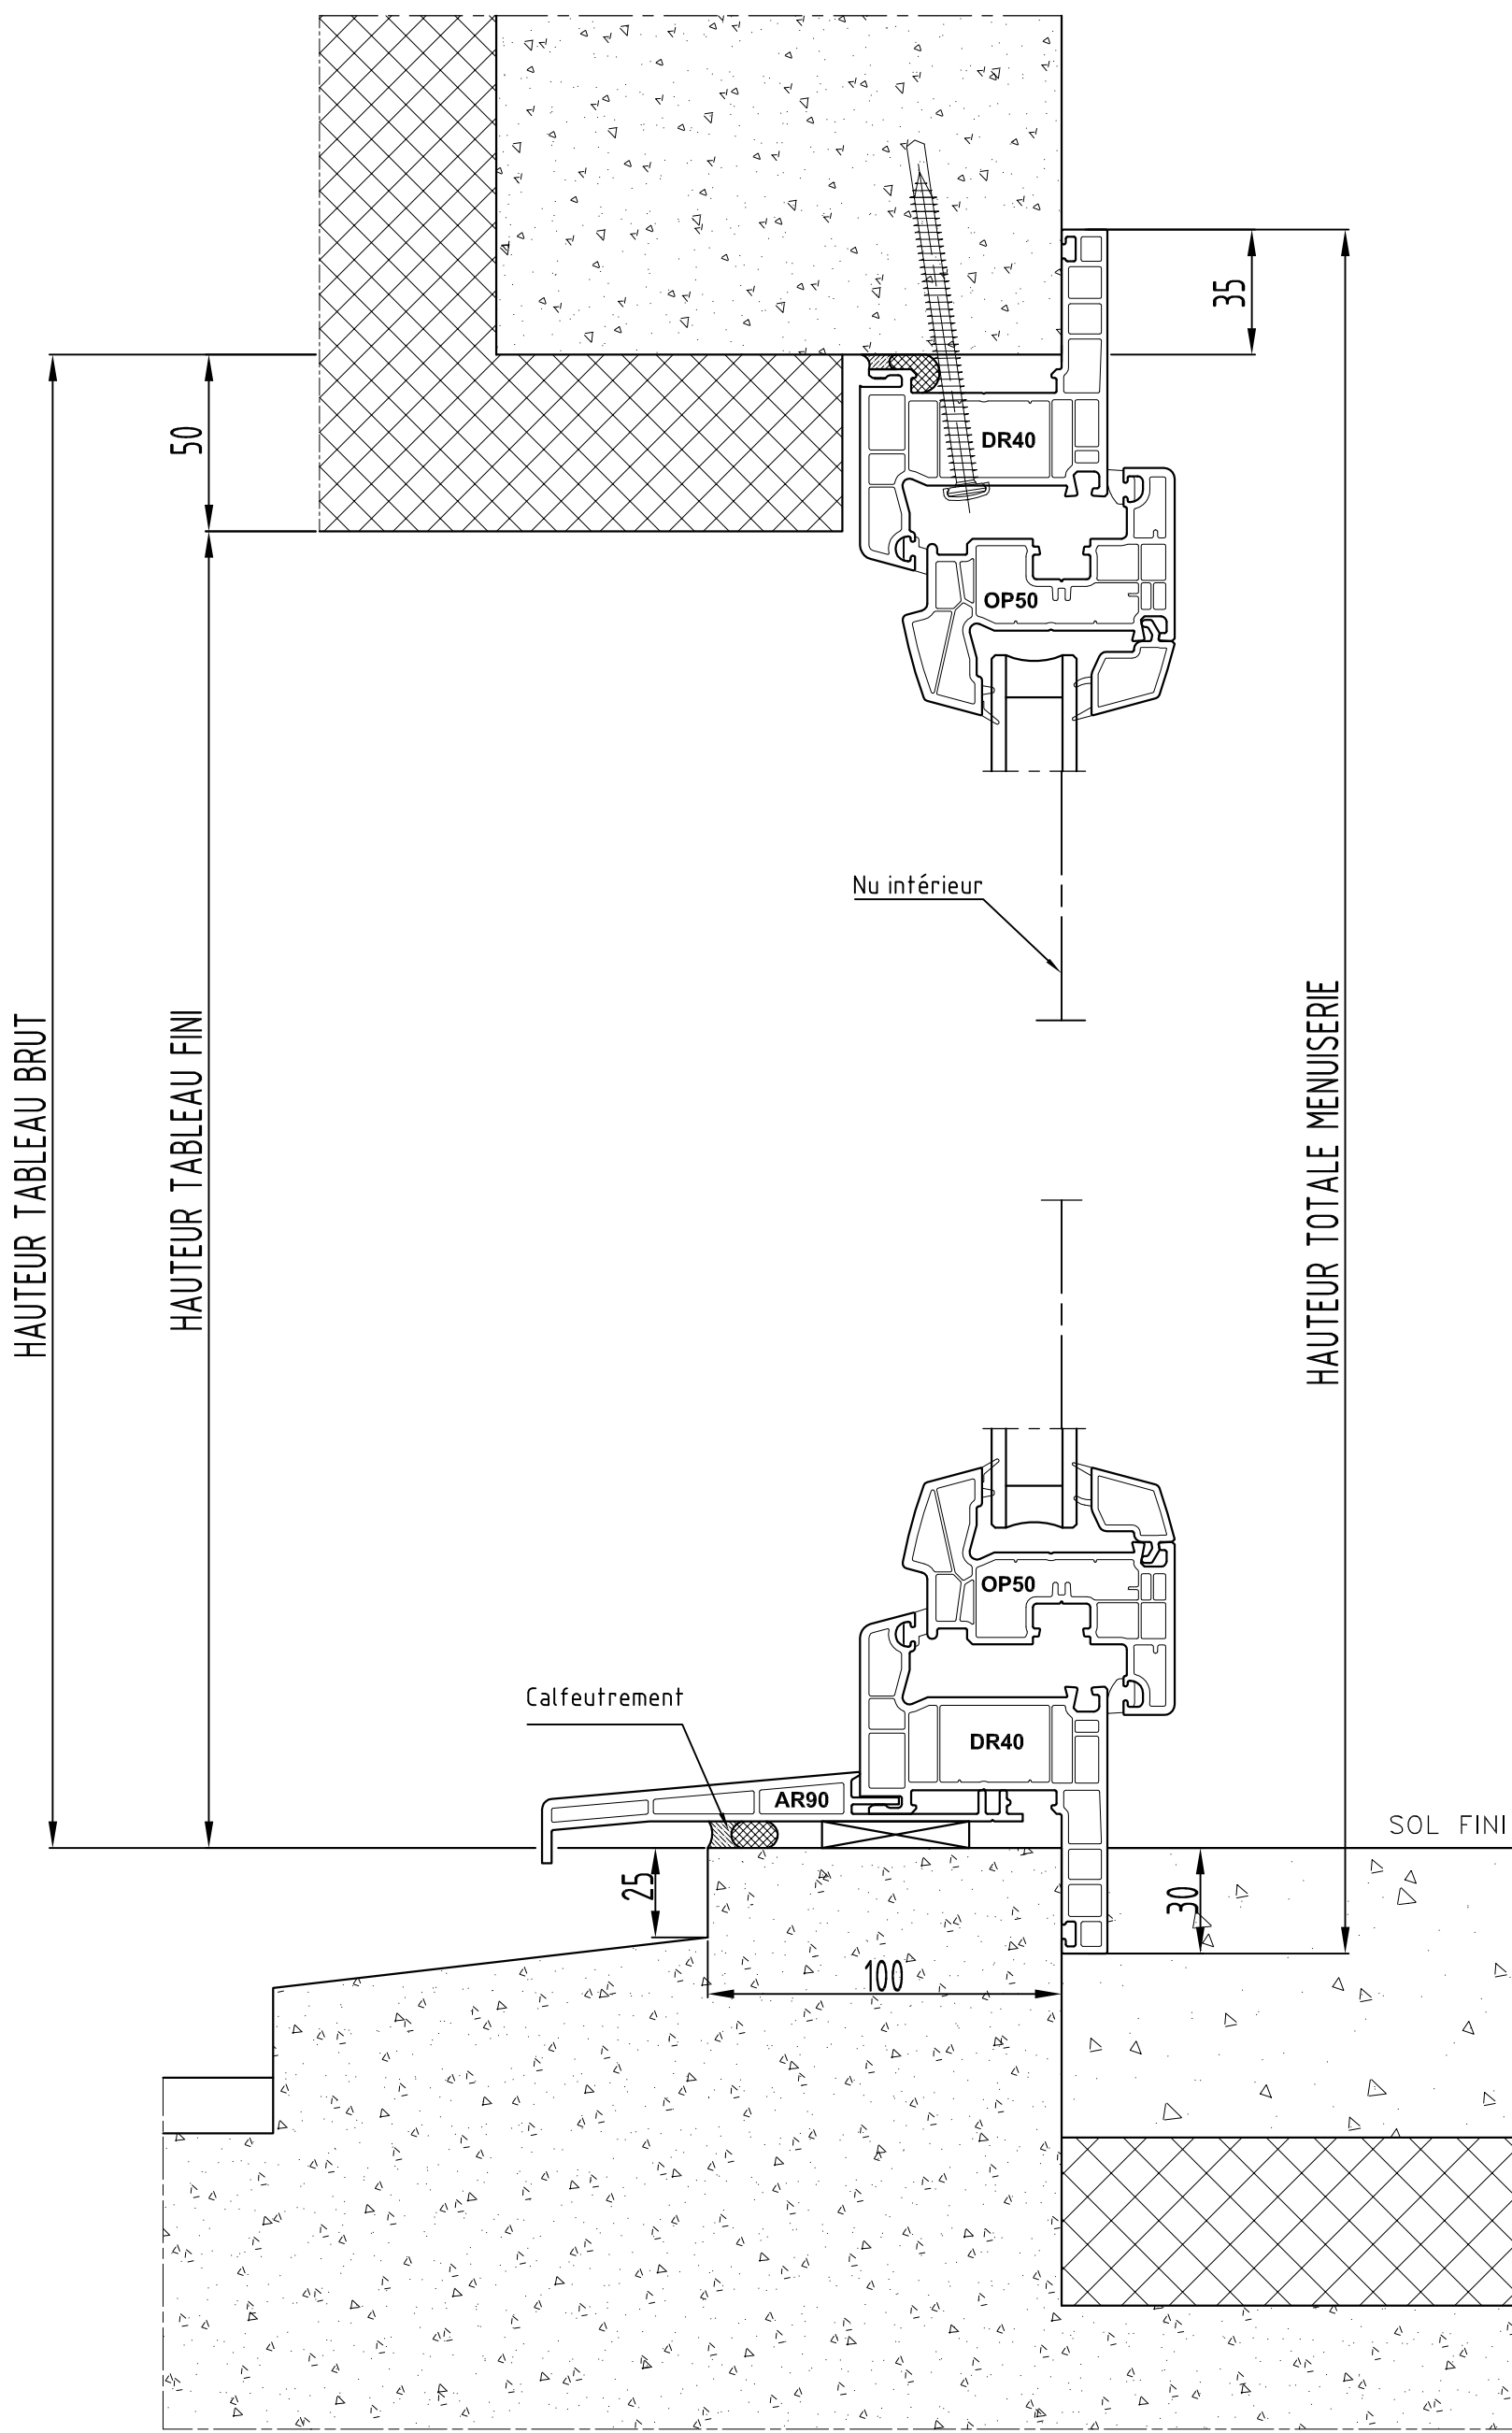 35
50
DR40
OP50
Nu intérieur
HAUTEUR TABLEAU BRUT
HAUTEUR TABLEAU FINI
HAUTEUR TOTALE MENUISERIE
OP50
Calfeutrement
DR40
AR90
SOL FINI
25
30
100